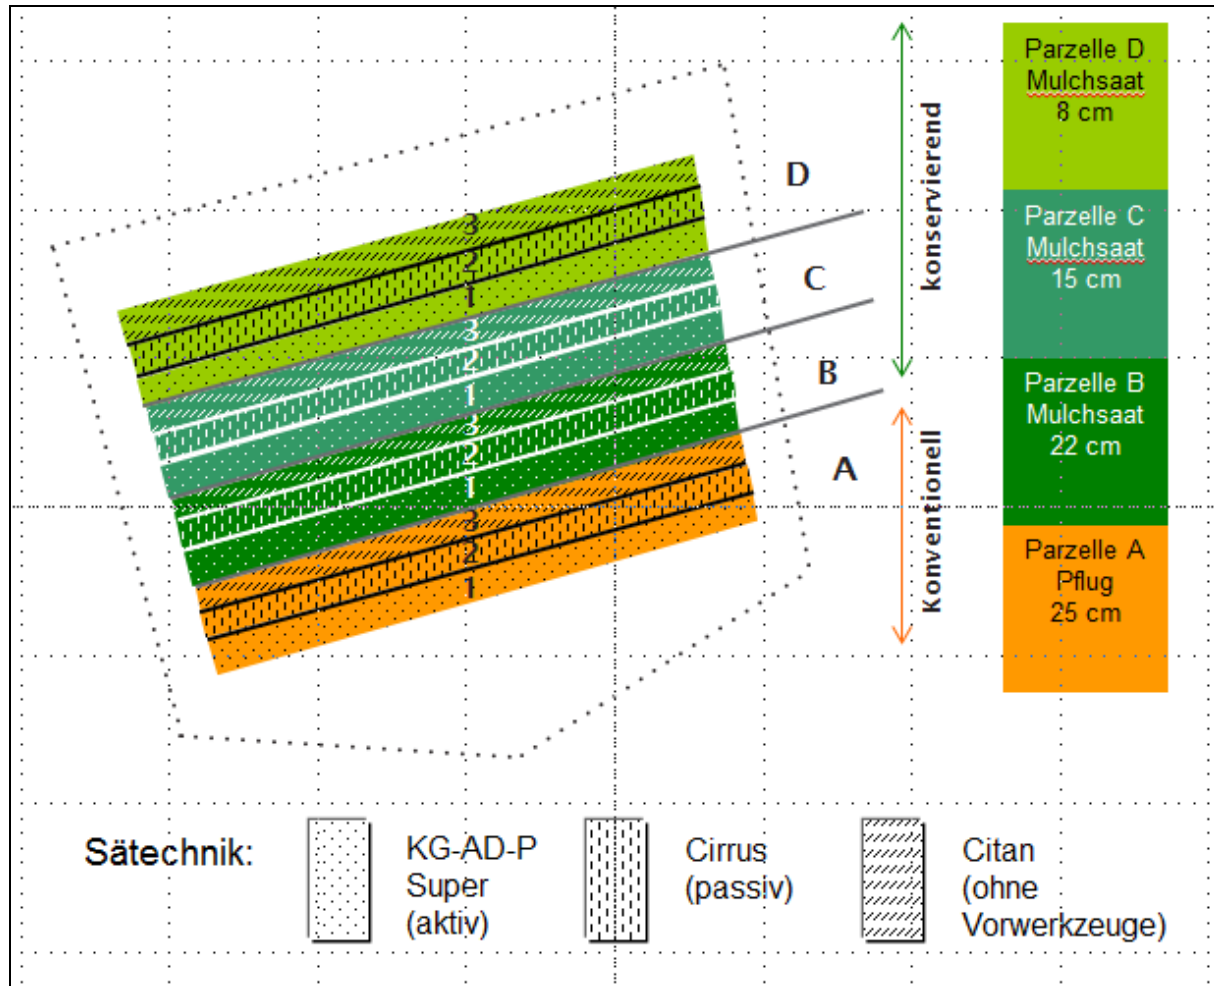 Parzelle D
Mulchsaat
8 cm
Parzelle C
Mulchsaat
15 cm
Parzelle B
Mulchsaat
22 cm
Parzelle A
Pflug
25 cm
konservierend
Konventionell
D
C
B
A
3
2
1
3
2
1
3
2
1
3
2
1
Sätechnik:
KG-AD-P
Super
(aktiv)
Cirrus
(passiv)
Citan
(ohne
Vorwerkzeuge)